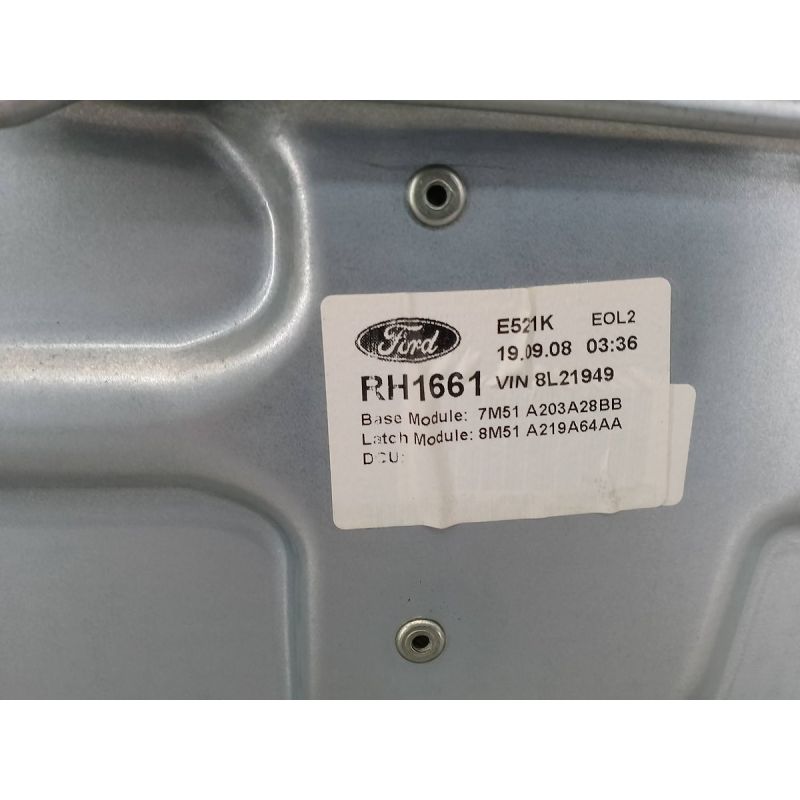 Ford E521K EOL2
19.09.08 03:36
RH1661 VIN 8L21949
Base Module: 7M51 A203A28BB
Latch Module: 8M51 A219A64AA
DCU: